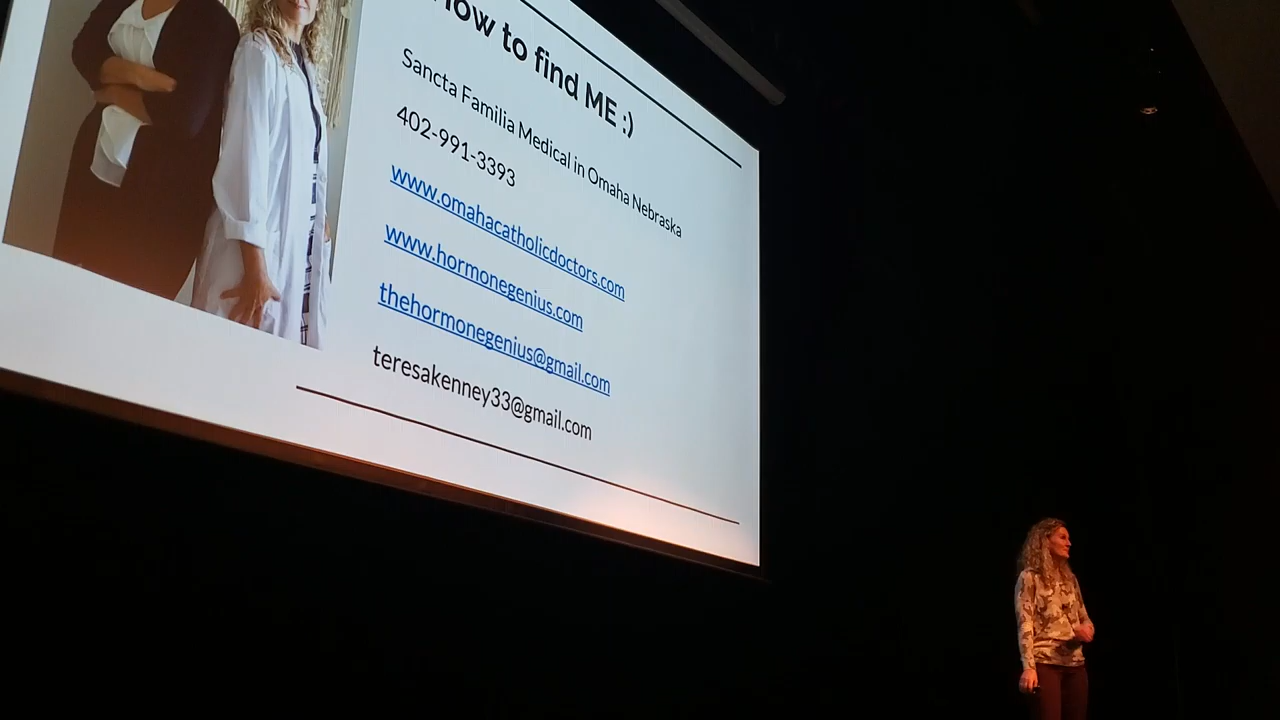 How to find ME :)
Sancta Familia Medical in Omaha Nebraska
402-991-3393
www.omahacatholicdoctors.com
www.hormonegenius.com
thehormonegenius@gmail.com
teresakenney33@gmail.com